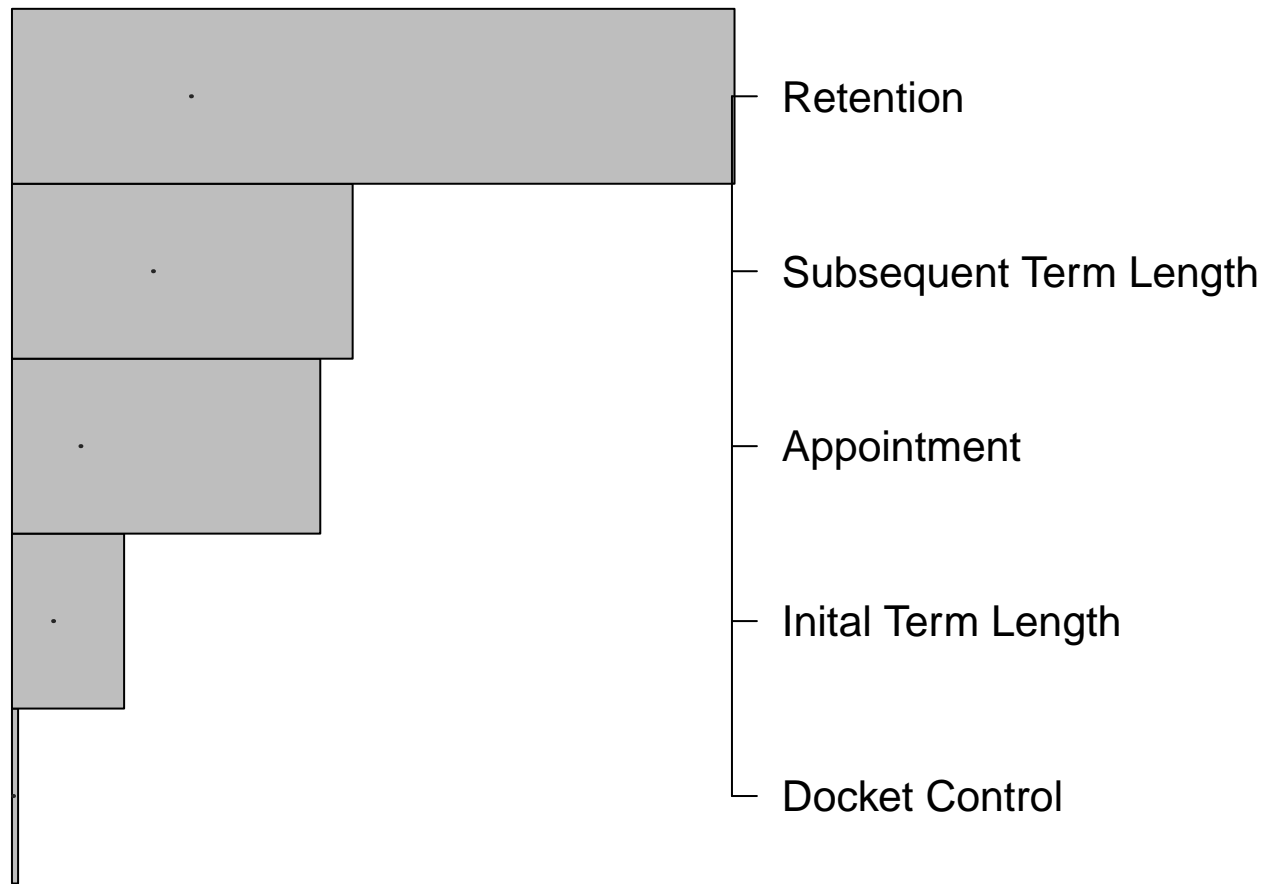 Retention
Subsequent Term Length
Appointment
Inital Term Length
Docket Control